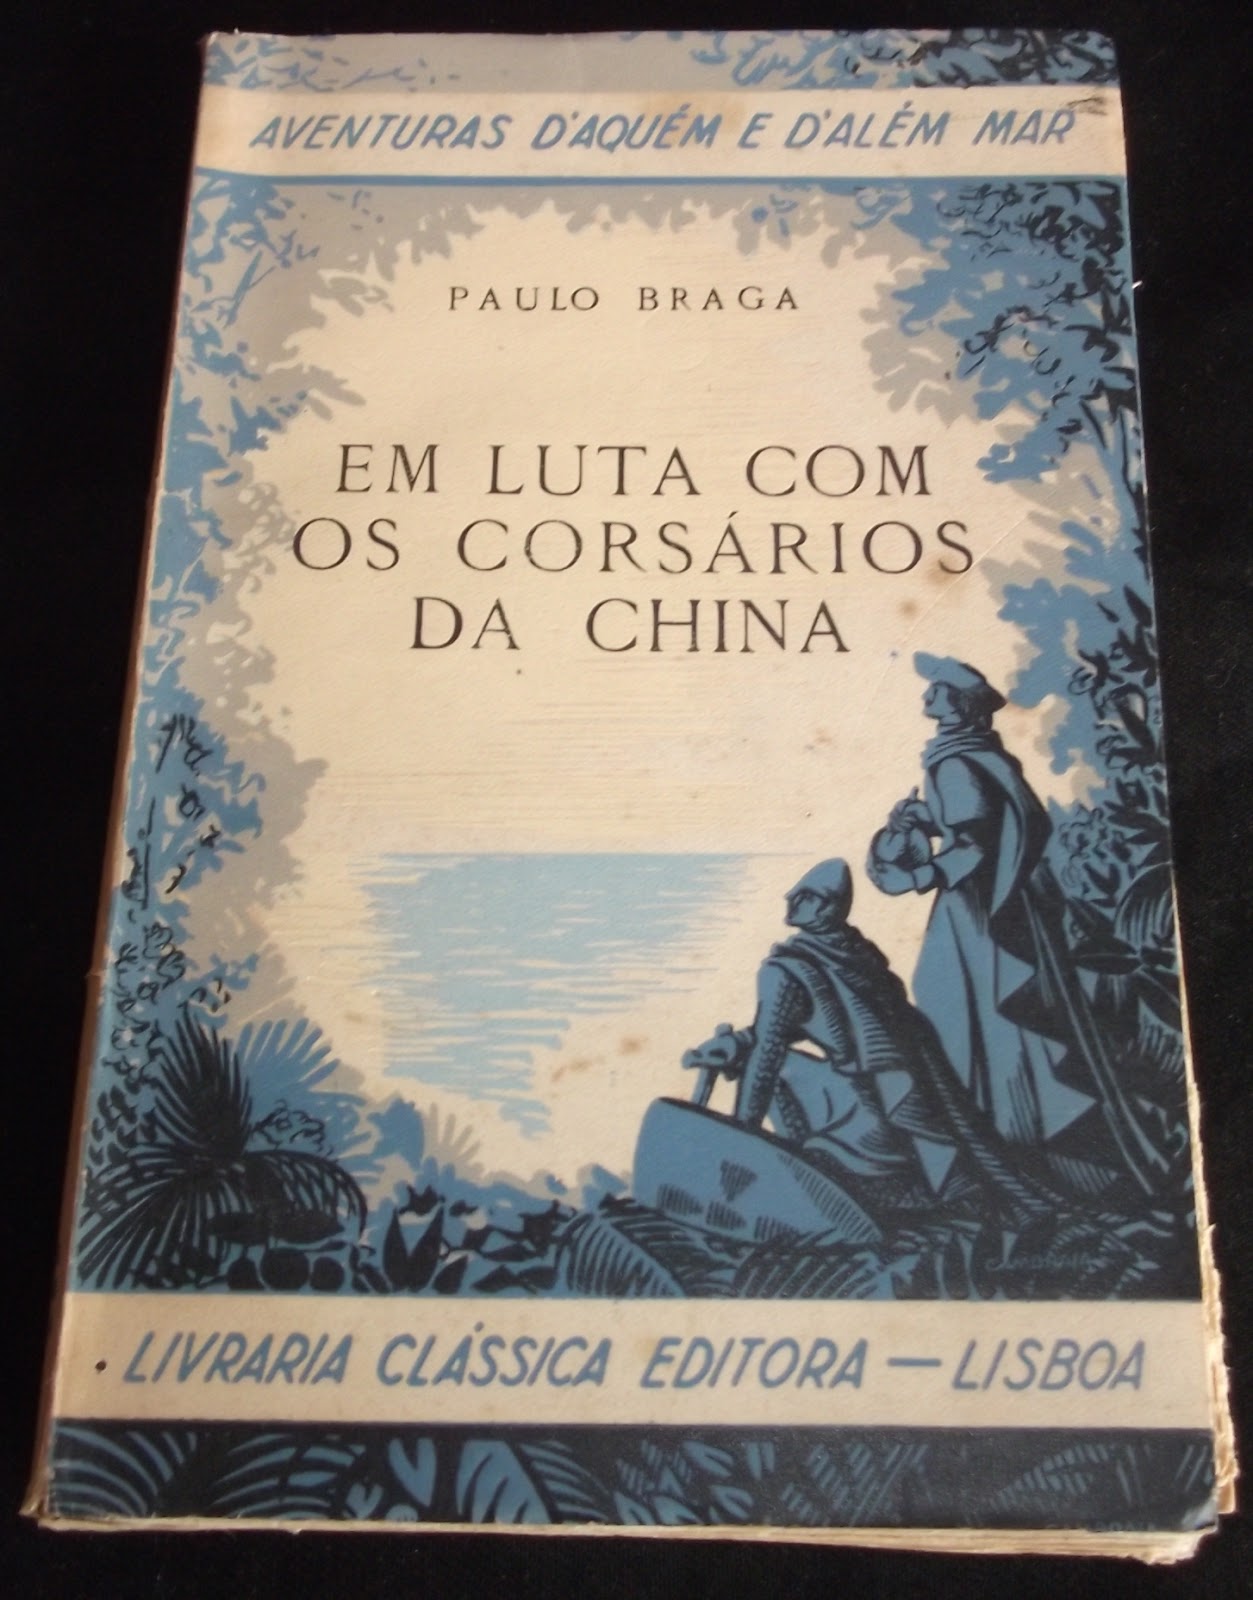 AVENTURAS D'AQUÉM E D'ALÉM MAR
PAULO BRAGA
EM LUTA COM
OS CORSÁRIOS
DA CHINA
LIVRARIA CLÁSSICA EDITORA — LISBOA